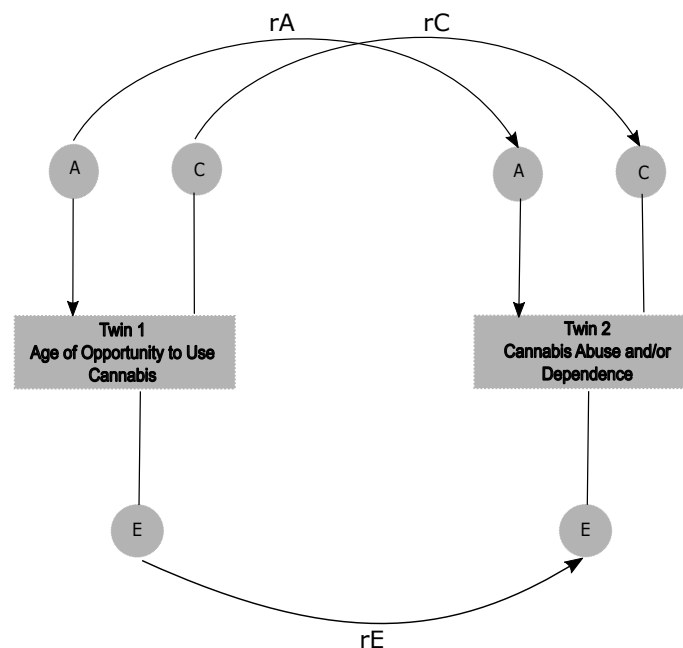 rA
rC
A
C
A
C
Twin 1
Age of Opportunity to Use
Cannabis
Twin 2
Cannabis Abuse and/or
Dependence
E
E
rE